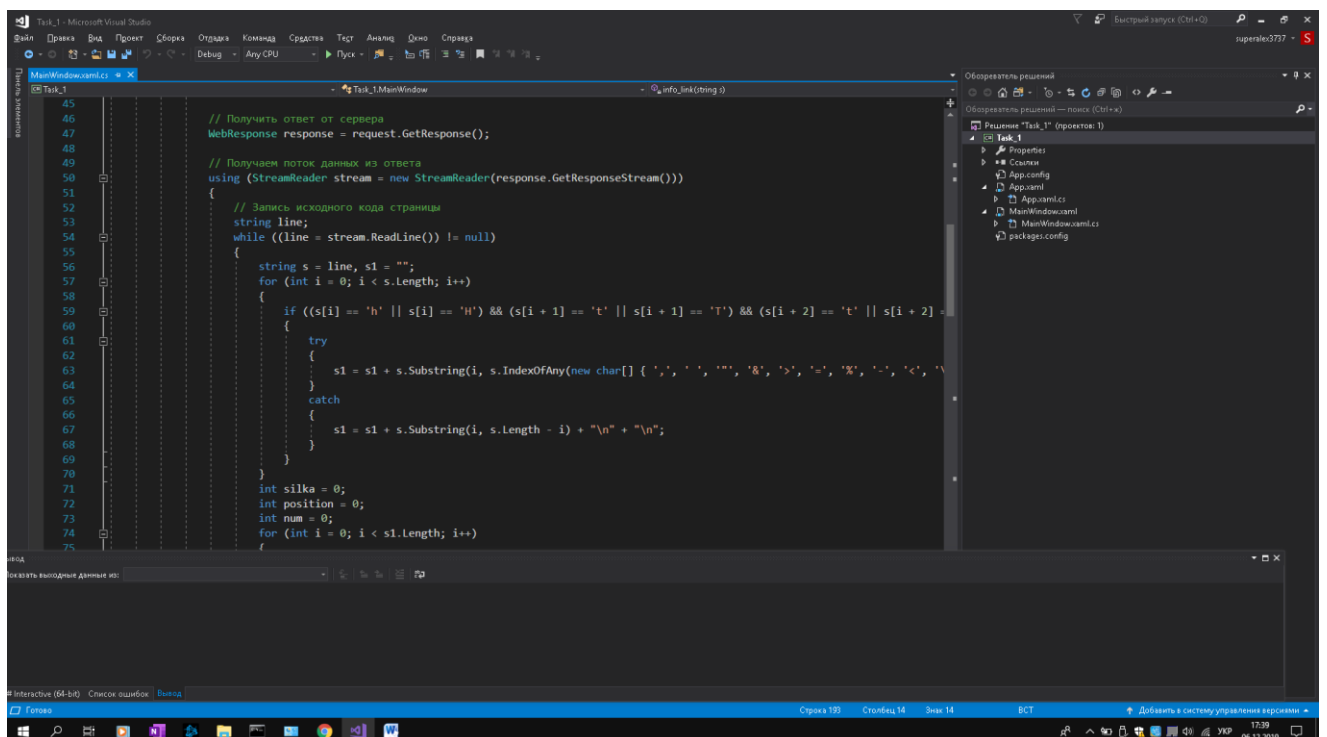 Task_1 - Microsoft Visual Studio
Быстрый запуск (Ctrl+Q)
Файл Правка Вид Проект Сборка Отладка Команда Средства Тест Анализ Окно Справка
superalex3737
S
Debug Any CPU Пуск
Панель элементов
MainWindow.xaml.cs
Task_1
Task_1.MainWindow
info_link(string s)
45
46 // Получить ответ от сервера
47 WebResponse response = request.GetResponse();
48
49 // Получаем поток данных из ответа
50 using (StreamReader stream = new StreamReader(response.GetResponseStream()))
51 {
52 // Запись исходного кода страницы
53 string line;
54 while ((line = stream.ReadLine()) != null)
55 {
56 string s = line, s1 = "";
57 for (int i = 0; i < s.Length; i++)
58 {
59 if ((s[i] == 'h' || s[i] == 'H') && (s[i + 1] == 't' || s[i + 1] == 'T') && (s[i + 2] == 't' || s[i + 2] =
60 {
61 try
62 {
63 s1 = s1 + s.Substring(i, s.IndexOfAny(new char[] { ',', ' ', '"', '&', '>', '=', '%', '-', '<', '\
64 }
65 catch
66 {
67 s1 = s1 + s.Substring(i, s.Length - i) + "\n" + "\n";
68 }
69 }
70 }
71 int silka = 0;
72 int position = 0;
73 int num = 0;
74 for (int i = 0; i < s1.Length; i++)
75 {
Обозреватель решений
Обозреватель решений — поиск (Ctrl+ж)
Решение "Task_1" (проектов: 1)
Task_1
Properties
Ссылки
App.config
App.xaml
App.xaml.cs
MainWindow.xaml
MainWindow.xaml.cs
packages.config
ывод
Показать выходные данные из:
# Interactive (64-bit) Список ошибок Вывод
Готово Строка 193 Столбец 14 Знак 14 ВСТ Добавить в систему управления версиями
УКР 17:39
06.12.2019